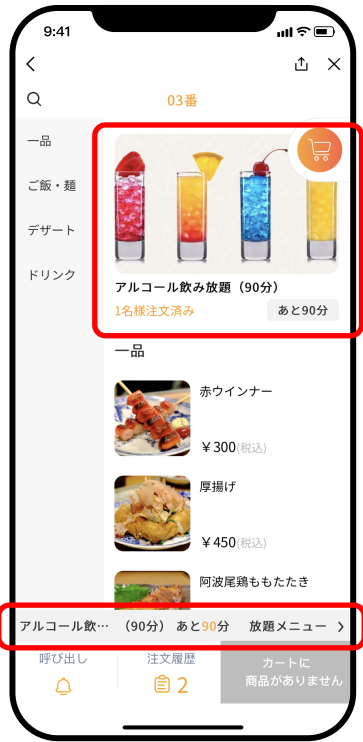 9:41
03番
一品
ご飯・麺
デザート
ドリンク
アルコール飲み放題（90分）
1名様注文済み
あと90分
一品
赤ウインナー
￥300(税込)
厚揚げ
￥450(税込)
阿波尾鶏ももたたき
アルコール飲… （90分） あと90分 放題メニュー
呼び出し
注文履歴
2
カートに
商品がありません